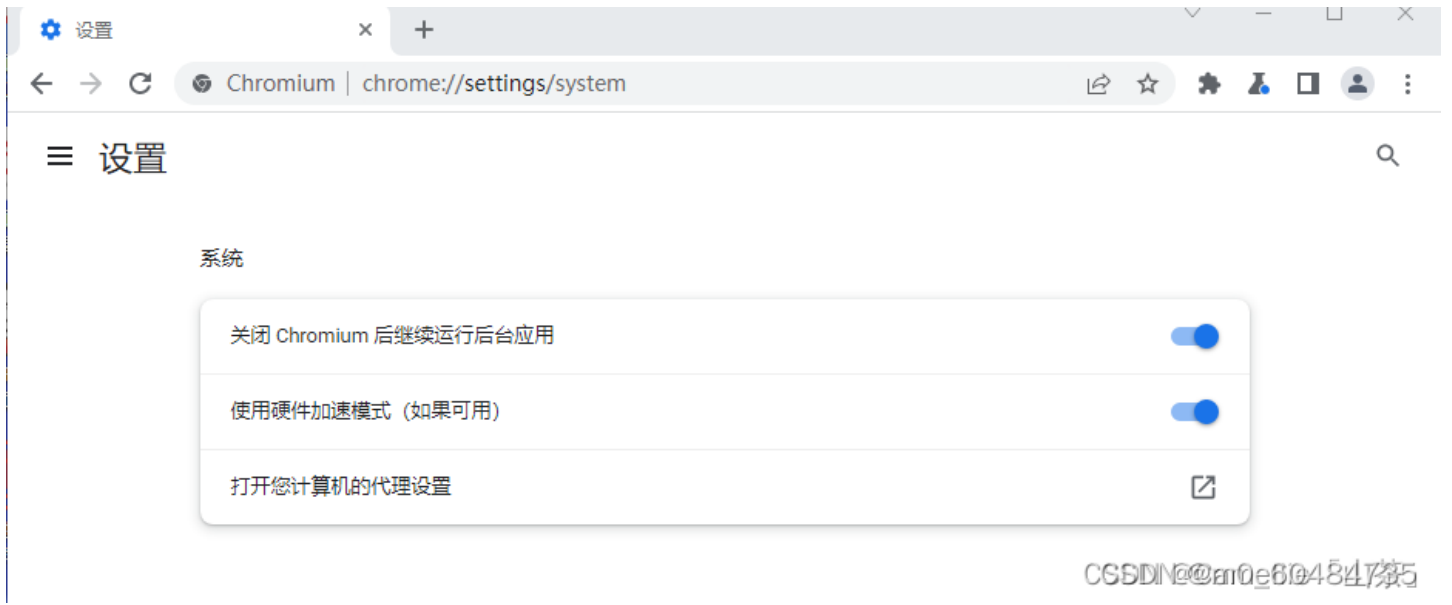 设置
Chromium | chrome://settings/system
设置
系统
关闭 Chromium 后继续运行后台应用
使用硬件加速模式（如果可用）
打开您计算机的代理设置